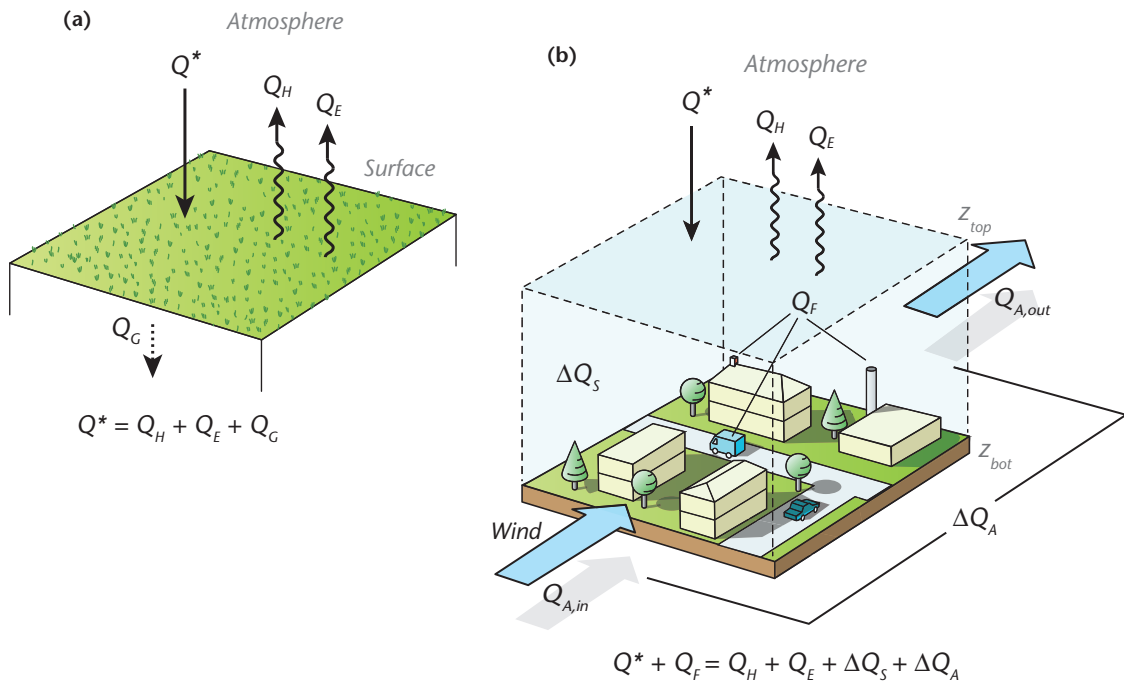 (a)
Atmosphere
Q*
Q_H
Q_E
Surface
Q_G
Q* = Q_H + Q_E + Q_G
(b)
Atmosphere
Q*
Q_H
Q_E
z_top
Q_A,out
Q_F
ΔQ_S
z_bot
Wind
ΔQ_A
Q_A,in
Q* + Q_F = Q_H + Q_E + ΔQ_S + ΔQ_A